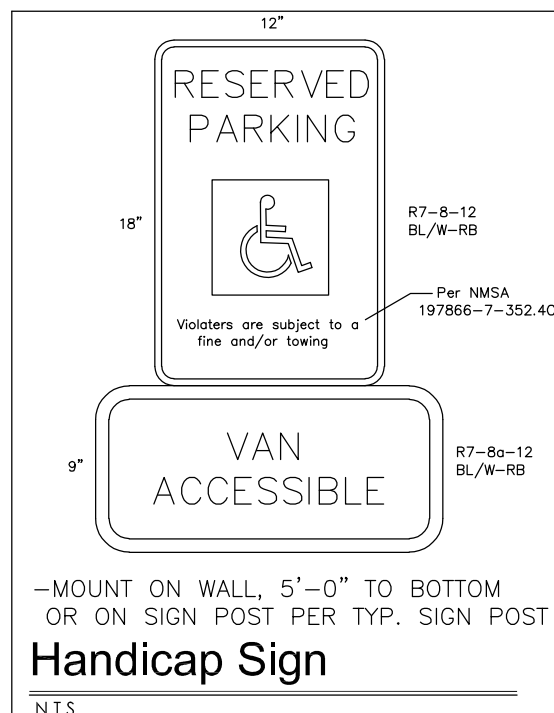 12"
RESERVED
PARKING
18"
R7-8-12
BL/W-RB
Per NMSA
197866-7-352.4C
Violaters are subject to a
fine and/or towing
VAN
ACCESSIBLE
9"
R7-8a-12
BL/W-RB
-MOUNT ON WALL, 5'-0" TO BOTTOM
OR ON SIGN POST PER TYP. SIGN POST
Handicap Sign
N.T.S.